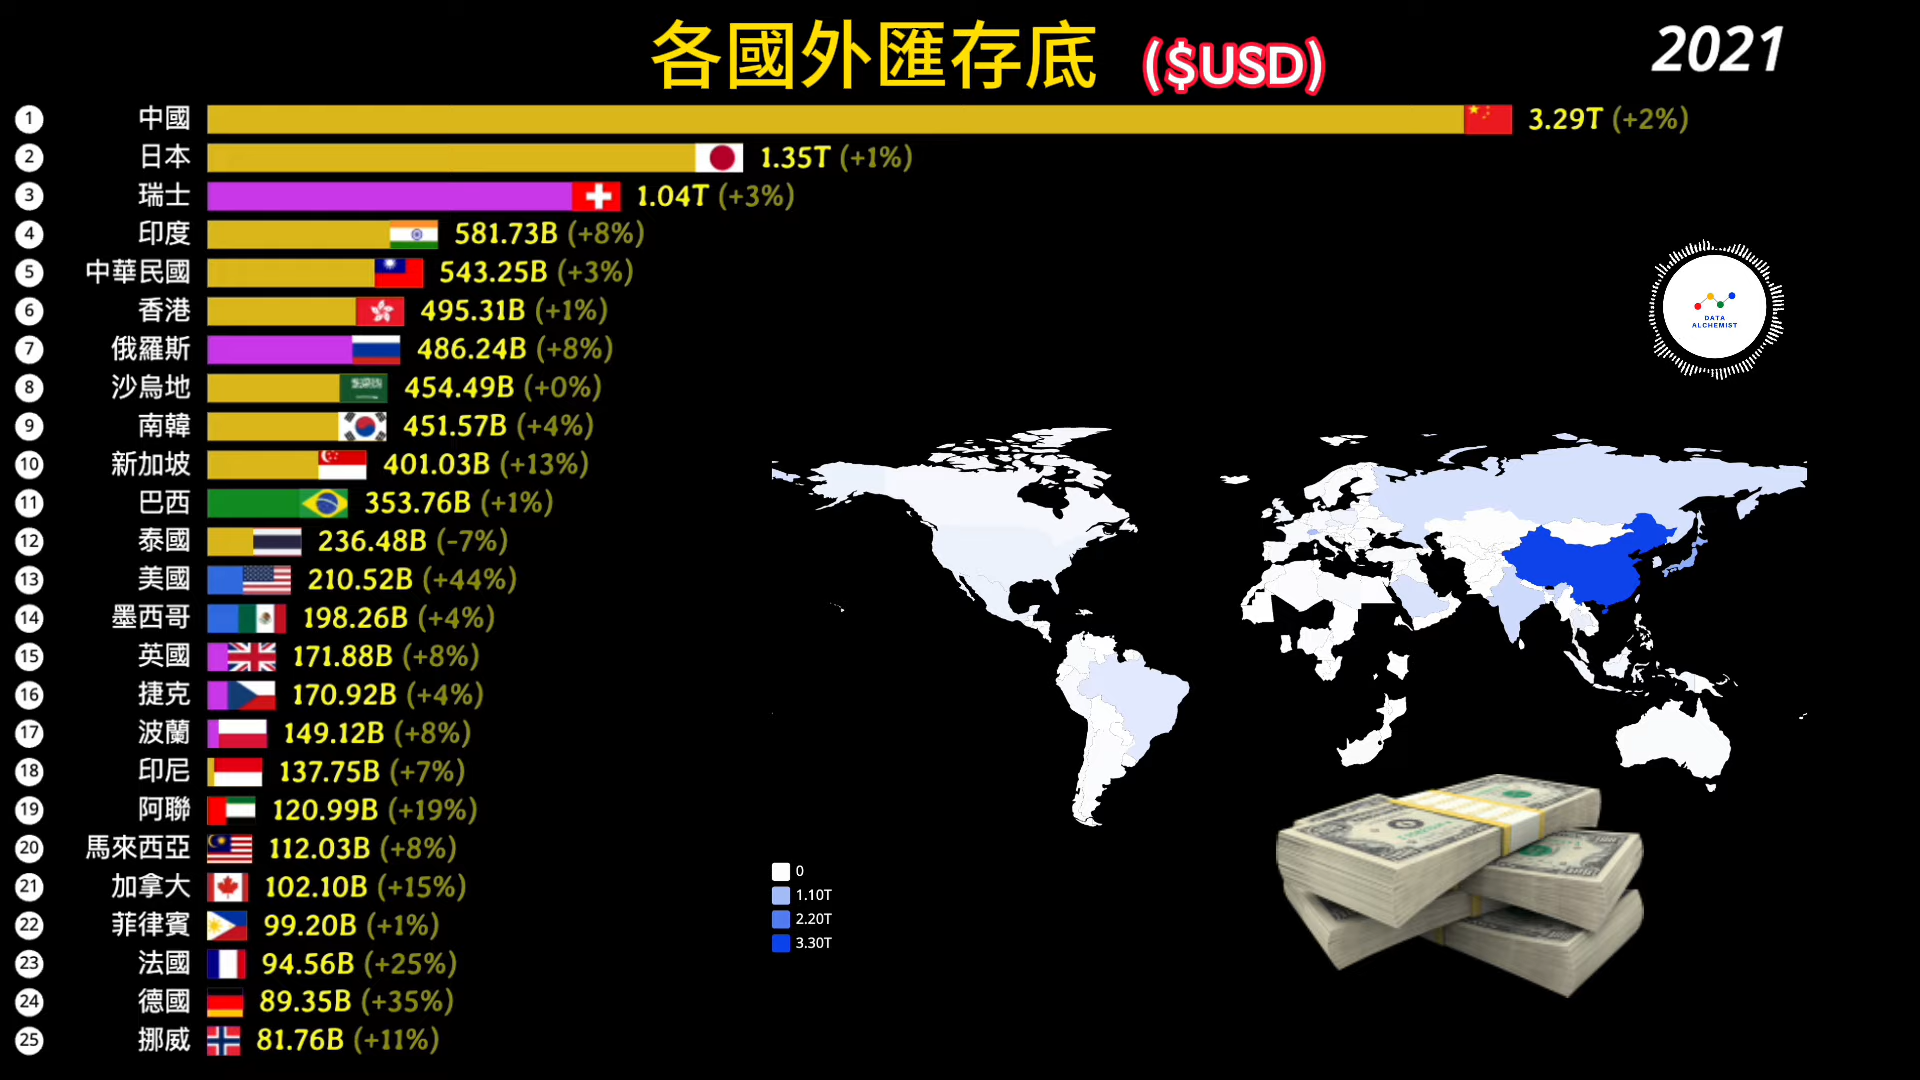 各國外匯存底 ($USD) 2021
1 中國 3.29T (+2%)
2 日本 1.35T (+1%)
3 瑞士 1.04T (+3%)
4 印度 581.73B (+8%)
5 中華民國 543.25B (+3%)
6 香港 495.31B (+1%)
7 俄羅斯 486.24B (+8%)
8 沙烏地 454.49B (+0%)
9 南韓 451.57B (+4%)
10 新加坡 401.03B (+13%)
11 巴西 353.76B (+1%)
12 泰國 236.48B (-7%)
13 美國 210.52B (+44%)
14 墨西哥 198.26B (+4%)
15 英國 171.88B (+8%)
16 捷克 170.92B (+4%)
17 波蘭 149.12B (+8%)
18 印尼 137.75B (+7%)
19 阿聯 120.99B (+19%)
20 馬來西亞 112.03B (+8%)
21 加拿大 102.10B (+15%)
22 菲律賓 99.20B (+1%)
23 法國 94.56B (+25%)
24 德國 89.35B (+35%)
25 挪威 81.76B (+11%)
DATA
ALCHEMIST
0
1.10T
2.20T
3.30T